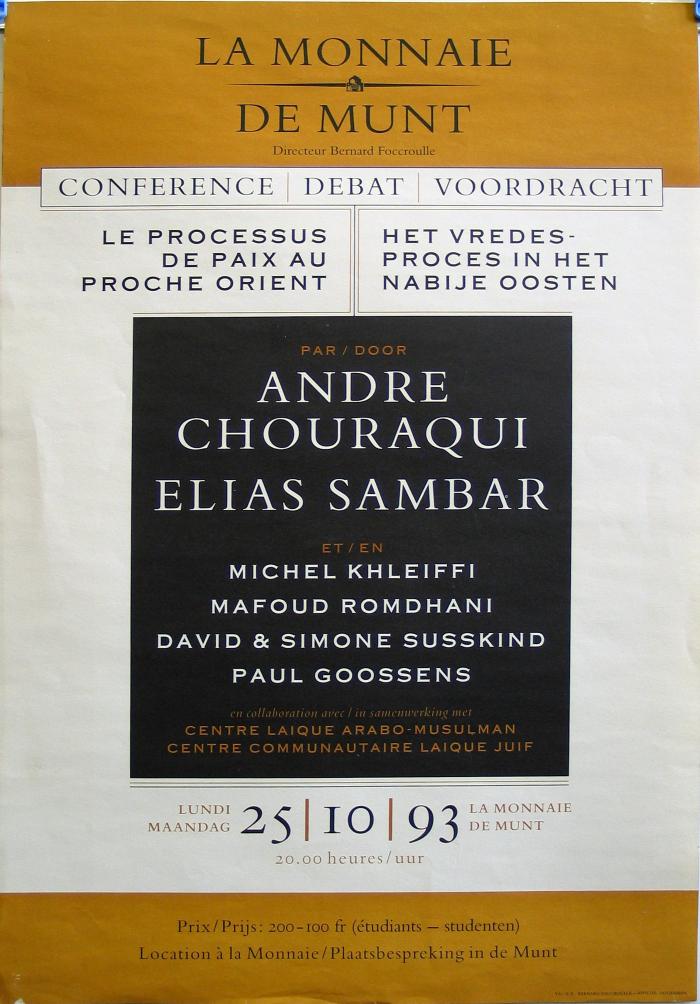 LA MONNAIE
DE MUNT
Directeur Bernard Foccroulle
CONFERENCE | DEBAT | VOORDRACHT
LE PROCESSUS
DE PAIX AU
PROCHE ORIENT
HET VREDES-
PROCES IN HET
NABIJE OOSTEN
PAR / DOOR
ANDRE
CHOURAQUI
ELIAS SAMBAR
ET / EN
MICHEL KHLEIFFI
MAFOUD ROMDHANI
DAVID & SIMONE SUSSKIND
PAUL GOOSSENS
en collaboration avec / in samenwerking met
CENTRE LAIQUE ARABO-MUSULMAN
CENTRE COMMUNAUTAIRE LAIQUE JUIF
LUNDI
MAANDAG
25 | 10 | 93
LA MONNAIE
DE MUNT
20.00 heures / uur
Prix / Prijs: 200-100 fr (étudiants — studenten)
Location à la Monnaie / Plaatsbespreking in de Munt